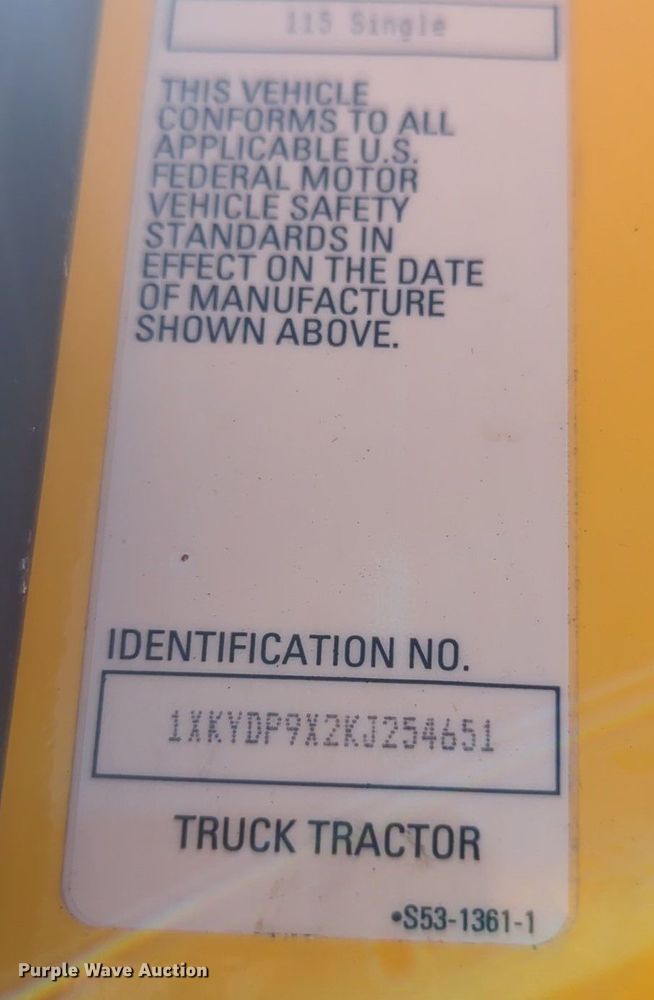 115 Single
THIS VEHICLE
CONFORMS TO ALL
APPLICABLE U.S.
FEDERAL MOTOR
VEHICLE SAFETY
STANDARDS IN
EFFECT ON THE DATE
OF MANUFACTURE
SHOWN ABOVE.
IDENTIFICATION NO.
1XKYDP9X2KJ254651
TRUCK TRACTOR
•S53-1361-1
Purple Wave Auction